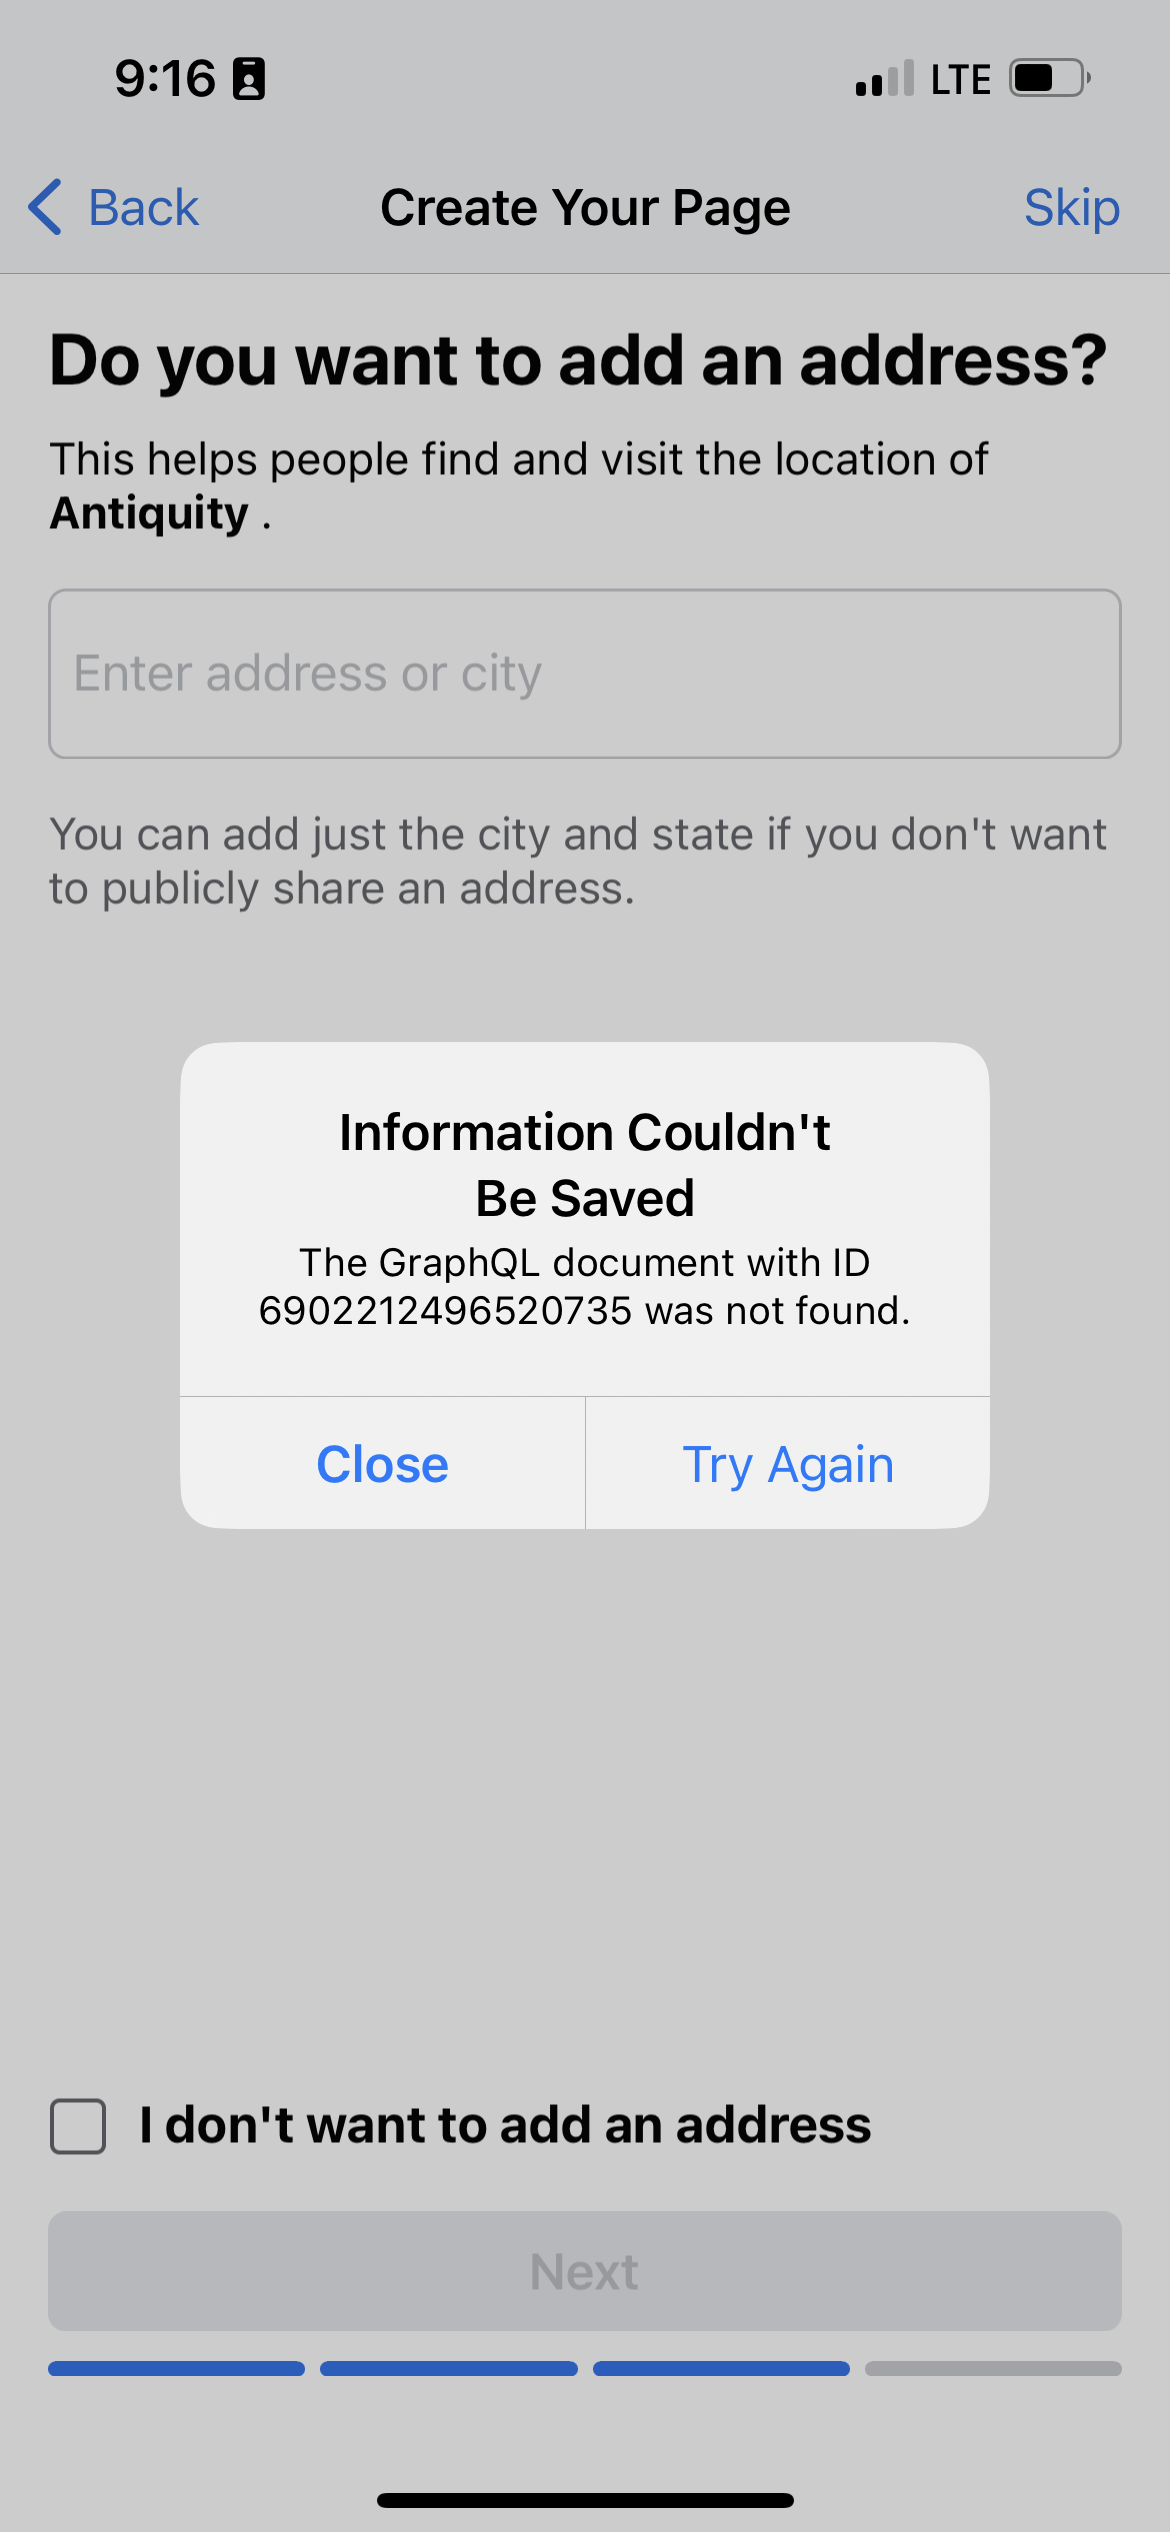 9:16
LTE
Back
Create Your Page
Skip
Do you want to add an address?
This helps people find and visit the location of
Antiquity .
Enter address or city
You can add just the city and state if you don't want
to publicly share an address.
Information Couldn't
Be Saved
The GraphQL document with ID
6902212496520735 was not found.
Close
Try Again
I don't want to add an address
Next